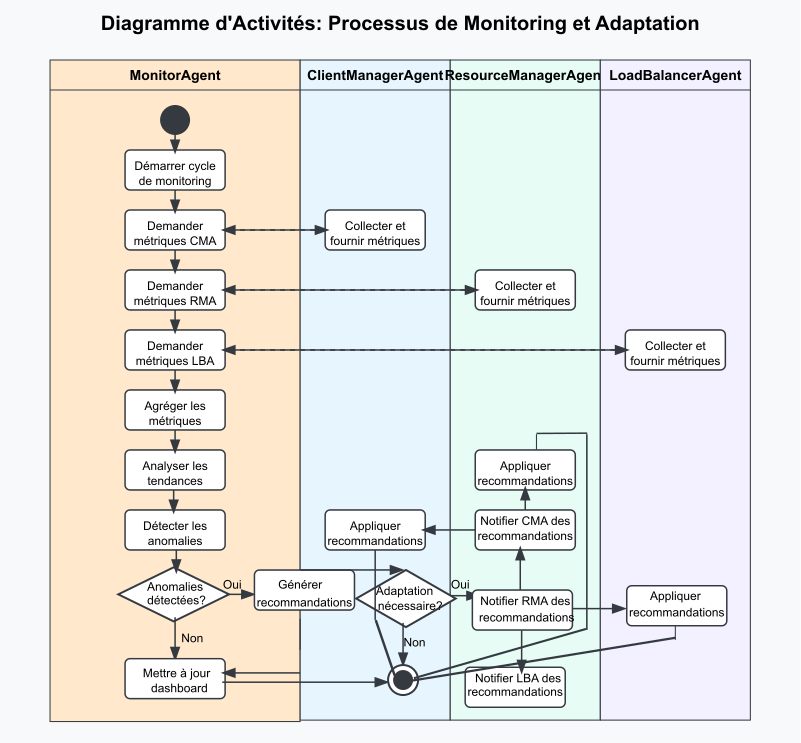 Diagramme d'Activités: Processus de Monitoring et Adaptation
MonitorAgent
ClientManagerAgent
ResourceManagerAgen
LoadBalancerAgent
Démarrer cycle
de monitoring
Demander
métriques CMA
Collecter et
fournir métriques
Demander
métriques RMA
Collecter et
fournir métriques
Demander
métriques LBA
Collecter et
fournir métriques
Agréger les
métriques
Analyser les
tendances
Appliquer
recommandations
Détecter les
anomalies
Appliquer
recommandations
Notifier CMA des
recommandations
Anomalies
détectées?
Oui
Générer
recommandations
Adaptation
nécessaire?
Oui
Notifier RMA des
recommandations
Appliquer
recommandations
Non
Non
Mettre à jour
dashboard
Notifier LBA des
recommandations